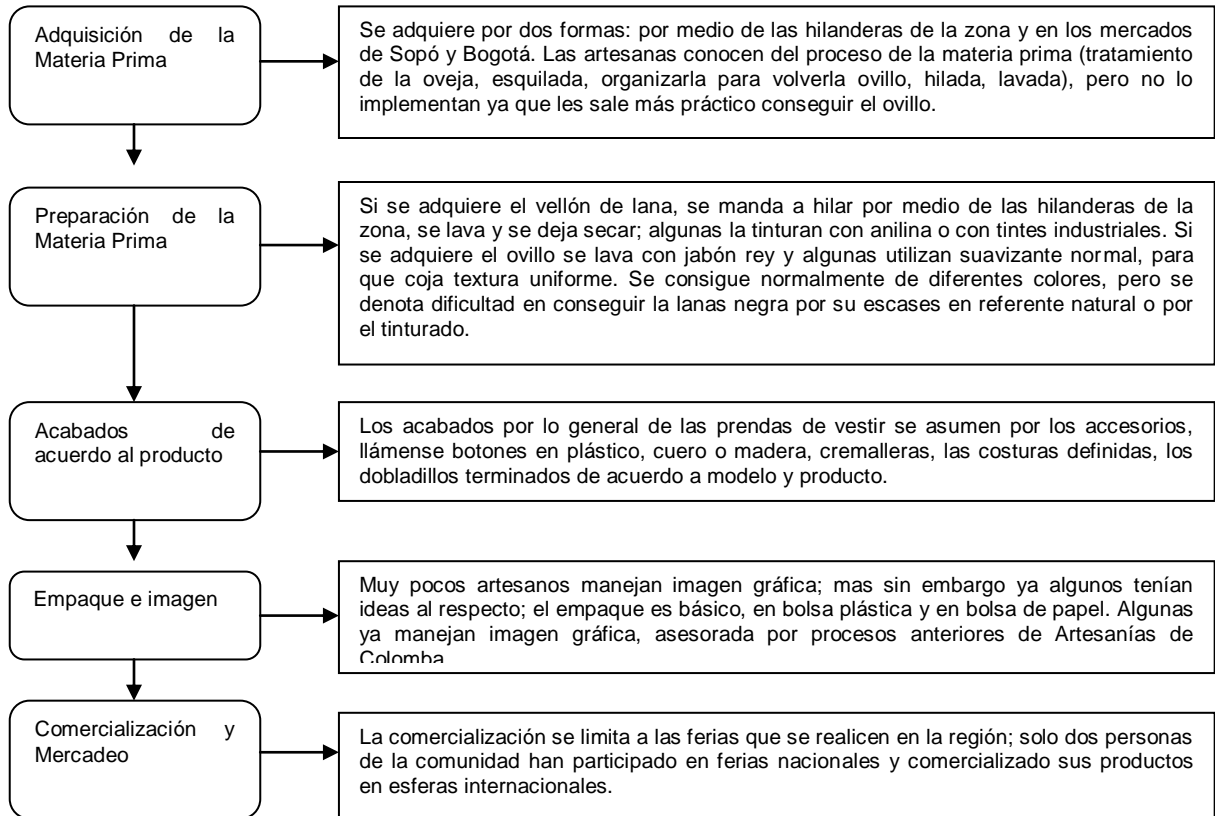 Adquisición de la
Materia Prima
Se adquiere por dos formas: por medio de las hilanderas de la zona y en los mercados
de Sopó y Bogotá. Las artesanas conocen del proceso de la materia prima (tratamiento
de la oveja, esquilada, organizarla para volverla ovillo, hilada, lavada), pero no lo
implementan ya que les sale más práctico conseguir el ovillo.
Preparación de la
Materia Prima
Si se adquiere el vellón de lana, se manda a hilar por medio de las hilanderas de la
zona, se lava y se deja secar; algunas la tinturan con anilina o con tintes industriales. Si
se adquiere el ovillo se lava con jabón rey y algunas utilizan suavizante normal, para
que coja textura uniforme. Se consigue normalmente de diferentes colores, pero se
denota dificultad en conseguir la lanas negra por su escases en referente natural o por
el tinturado.
Acabados de
acuerdo al producto
Los acabados por lo general de las prendas de vestir se asumen por los accesorios,
llámense botones en plástico, cuero o madera, cremalleras, las costuras definidas, los
dobladillos terminados de acuerdo a modelo y producto.
Empaque e imagen
Muy pocos artesanos manejan imagen gráfica; mas sin embargo ya algunos tenían
ideas al respecto; el empaque es básico, en bolsa plástica y en bolsa de papel. Algunas
ya manejan imagen gráfica, asesorada por procesos anteriores de Artesanías de
Colomba
Comercialización y
Mercadeo
La comercialización se limita a las ferias que se realicen en la región; solo dos personas
de la comunidad han participado en ferias nacionales y comercializado sus productos
en esferas internacionales.